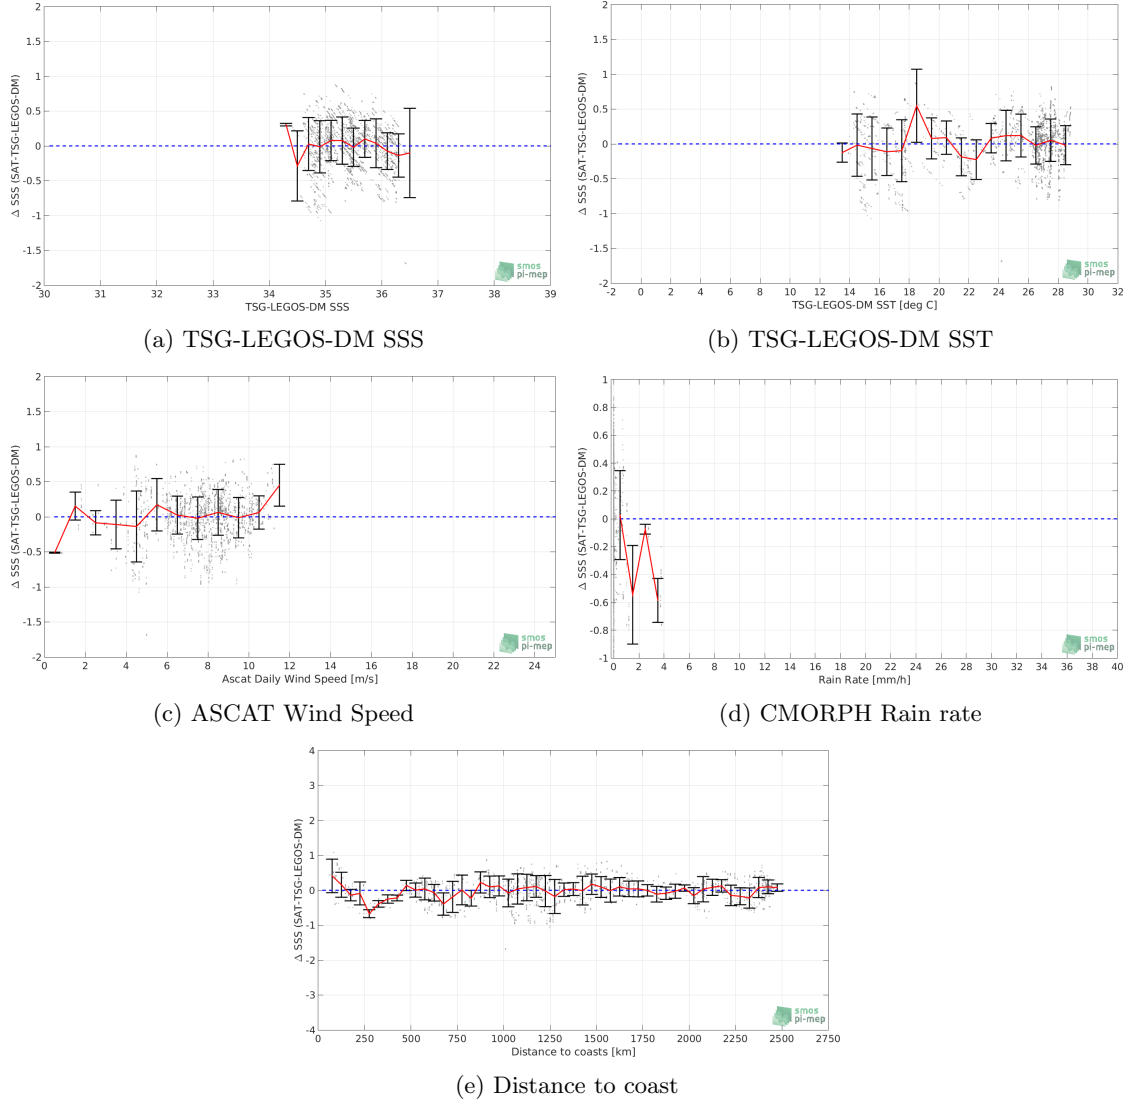 2
1.5
1
0.5
0
-0.5
-1
-1.5
-2
Δ SSS (SAT-TSG-LEGOS-DM)
30 31 32 33 34 35 36 37 38 39
TSG-LEGOS-DM SSS
smos
pi-mep
(a) TSG-LEGOS-DM SSS
2
1.5
1
0.5
0
-0.5
-1
-1.5
-2
Δ SSS (SAT-TSG-LEGOS-DM)
-2 0 2 4 6 8 10 12 14 16 18 20 22 24 26 28 30 32
TSG-LEGOS-DM SST [deg C]
smos
pi-mep
(b) TSG-LEGOS-DM SST
2
1.5
1
0.5
0
-0.5
-1
-1.5
-2
Δ SSS (SAT-TSG-LEGOS-DM)
0 2 4 6 8 10 12 14 16 18 20 22 24
Ascat Daily Wind Speed [m/s]
smos
pi-mep
(c) ASCAT Wind Speed
1
0.8
0.6
0.4
0.2
0
-0.2
-0.4
-0.6
-0.8
-1
Δ SSS (SAT-TSG-LEGOS-DM)
0 2 4 6 8 10 12 14 16 18 20 22 24 26 28 30 32 34 36 38 40
Rain Rate [mm/h]
smos
pi-mep
(d) CMORPH Rain rate
4
3
2
1
0
-1
-2
-3
-4
Δ SSS (SAT-TSG-LEGOS-DM)
0 250 500 750 1000 1250 1500 1750 2000 2250 2500 2750
Distance to coasts [km]
smos
pi-mep
(e) Distance to coast